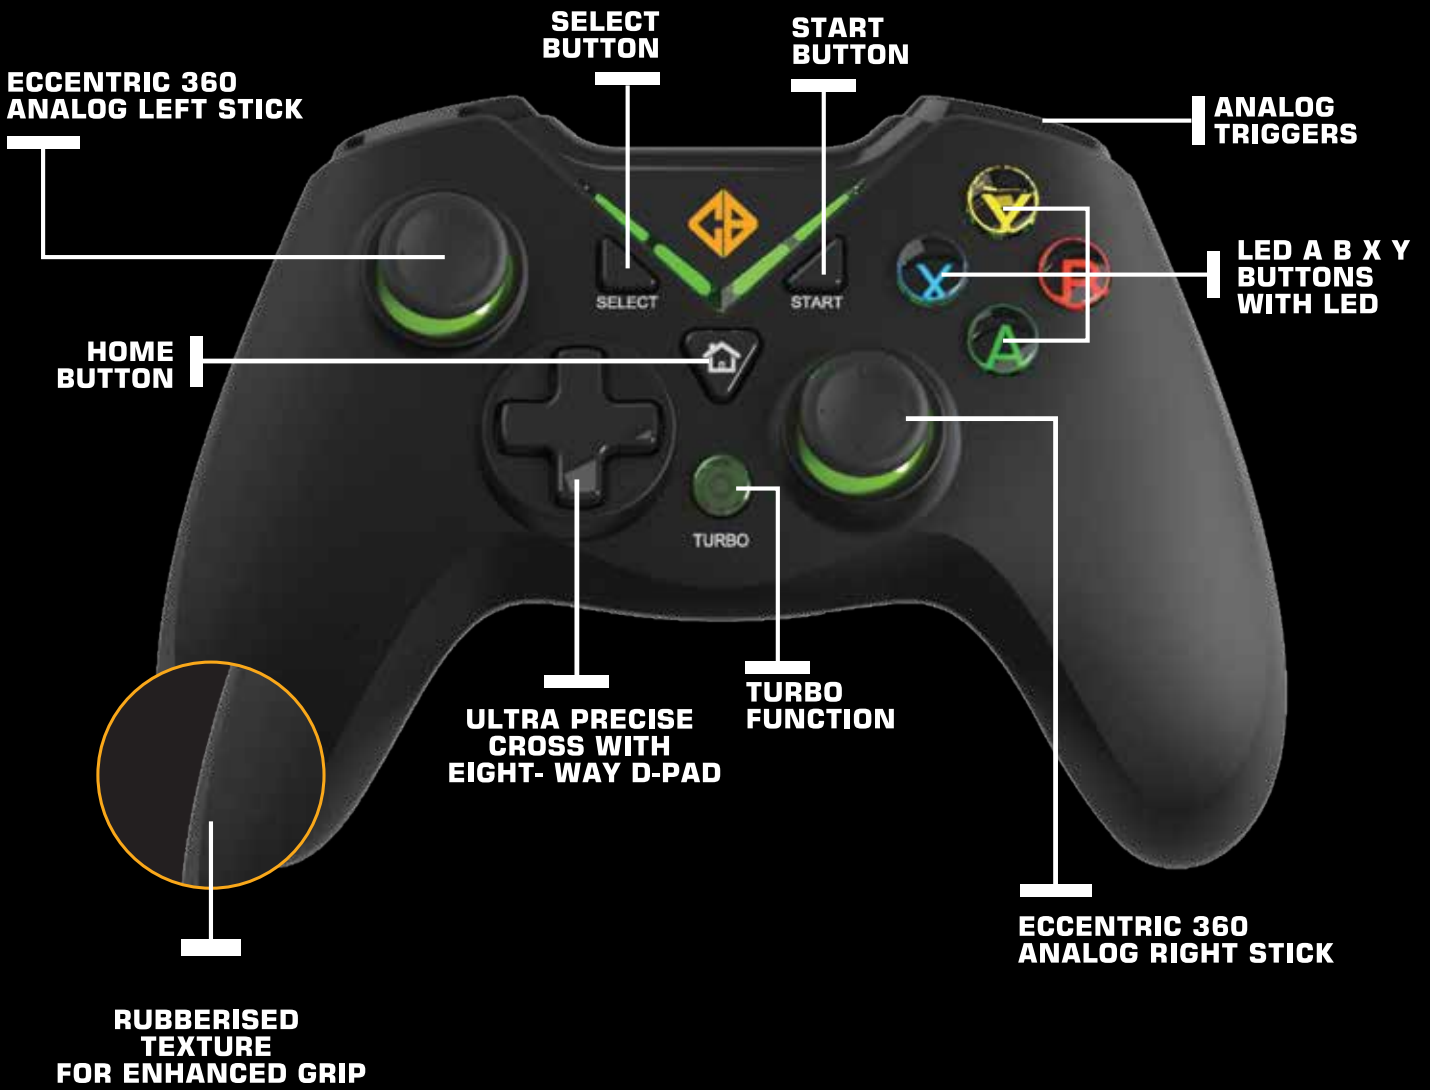 SELECT
BUTTON
START
BUTTON
ECCENTRIC 360
ANALOG LEFT STICK
ANALOG
TRIGGERS
CB
Y
X
B
A
LED A B X Y
BUTTONS
WITH LED
SELECT
START
HOME
BUTTON
TURBO
TURBO
FUNCTION
ULTRA PRECISE
CROSS WITH
EIGHT- WAY D-PAD
ECCENTRIC 360
ANALOG RIGHT STICK
RUBBERISED
TEXTURE
FOR ENHANCED GRIP